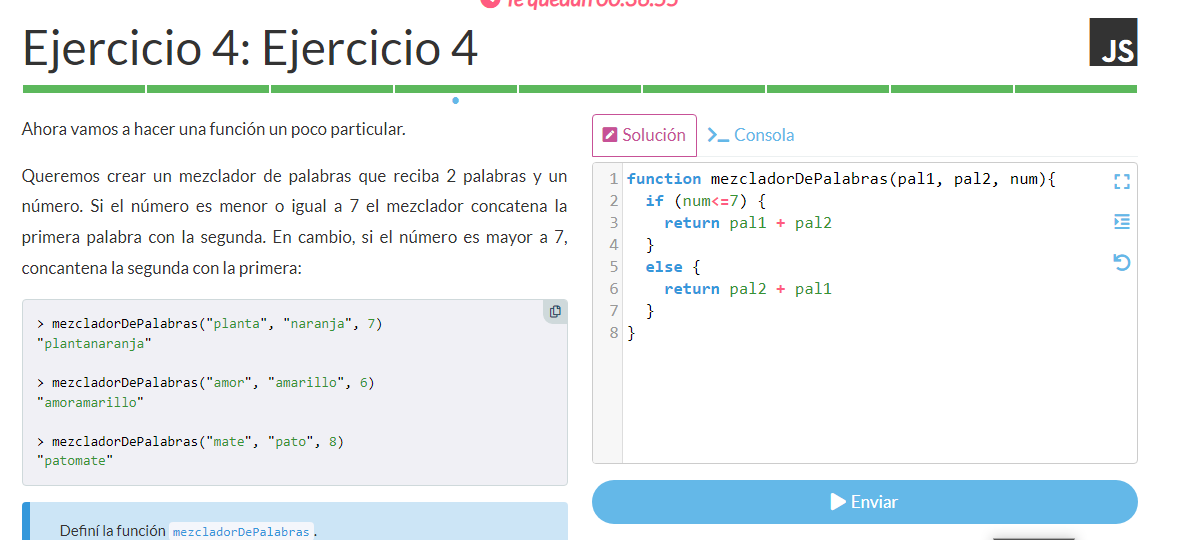 Te quedan 00:38:55
Ejercicio 4: Ejercicio 4
JS
Ahora vamos a hacer una función un poco particular.
Queremos crear un mezclador de palabras que reciba 2 palabras y un
número. Si el número es menor o igual a 7 el mezclador concatena la
primera palabra con la segunda. En cambio, si el número es mayor a 7,
concantena la segunda con la primera:
> mezcladorDePalabras("planta", "naranja", 7)
"plantanaranja"
> mezcladorDePalabras("amor", "amarillo", 6)
"amoramarillo"
> mezcladorDePalabras("mate", "pato", 8)
"patomate"
Definí la función mezcladorDePalabras .
Solución
>_ Consola
1 function mezcladorDePalabras(pal1, pal2, num){
2 if (num<=7) {
3 return pal1 + pal2
4 }
5 else {
6 return pal2 + pal1
7 }
8 }
Enviar